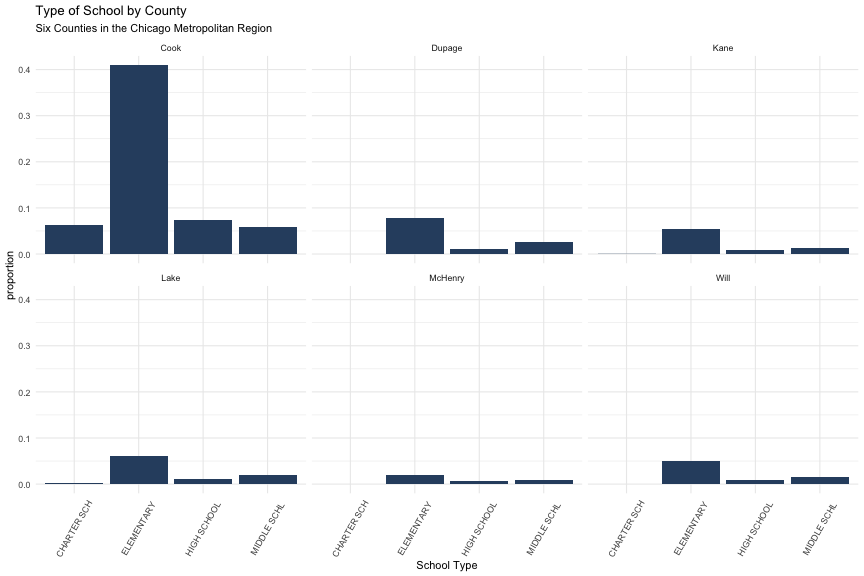 Type of School by County
Six Counties in the Chicago Metropolitan Region
Cook
Dupage
Kane
0.4
0.3
0.2
0.1
0.0
proportion
Lake
McHenry
Will
0.4
0.3
0.2
0.1
0.0
CHARTER SCH
ELEMENTARY
HIGH SCHOOL
MIDDLE SCHL
CHARTER SCH
ELEMENTARY
HIGH SCHOOL
MIDDLE SCHL
CHARTER SCH
ELEMENTARY
HIGH SCHOOL
MIDDLE SCHL
School Type